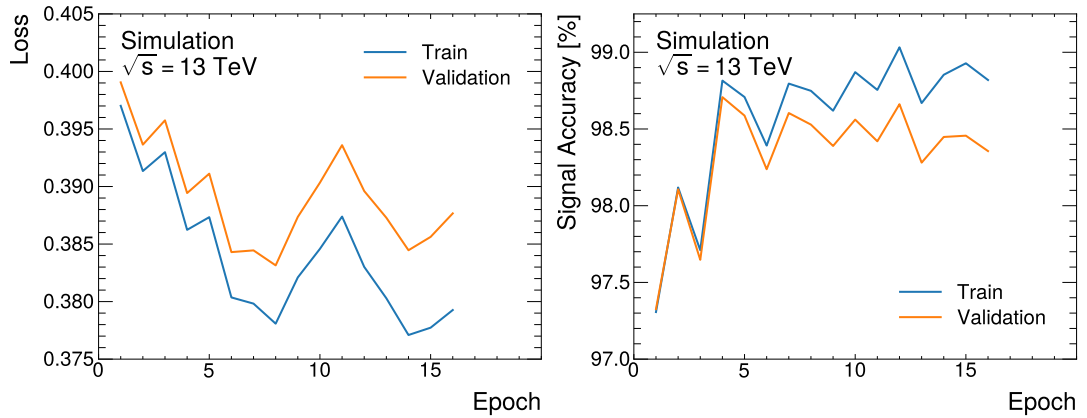 Loss
0.405
0.400
0.395
0.390
0.385
0.380
0.375
Simulation
√s = 13 TeV
Train
Validation
0
5
10
15
Epoch
Signal Accuracy [%]
99.0
98.5
98.0
97.5
97.0
Simulation
√s = 13 TeV
Train
Validation
0
5
10
15
Epoch